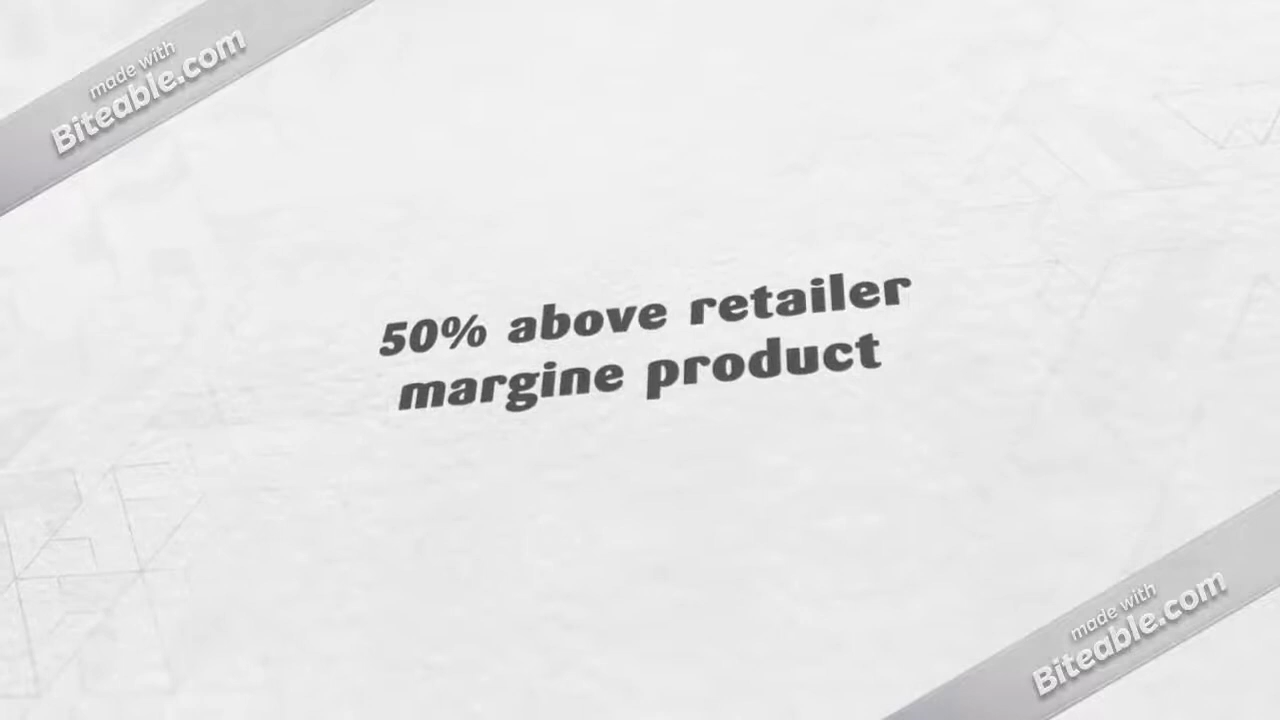 made with
Biteable.com
50% above retailer
margine product
made with
Biteable.com